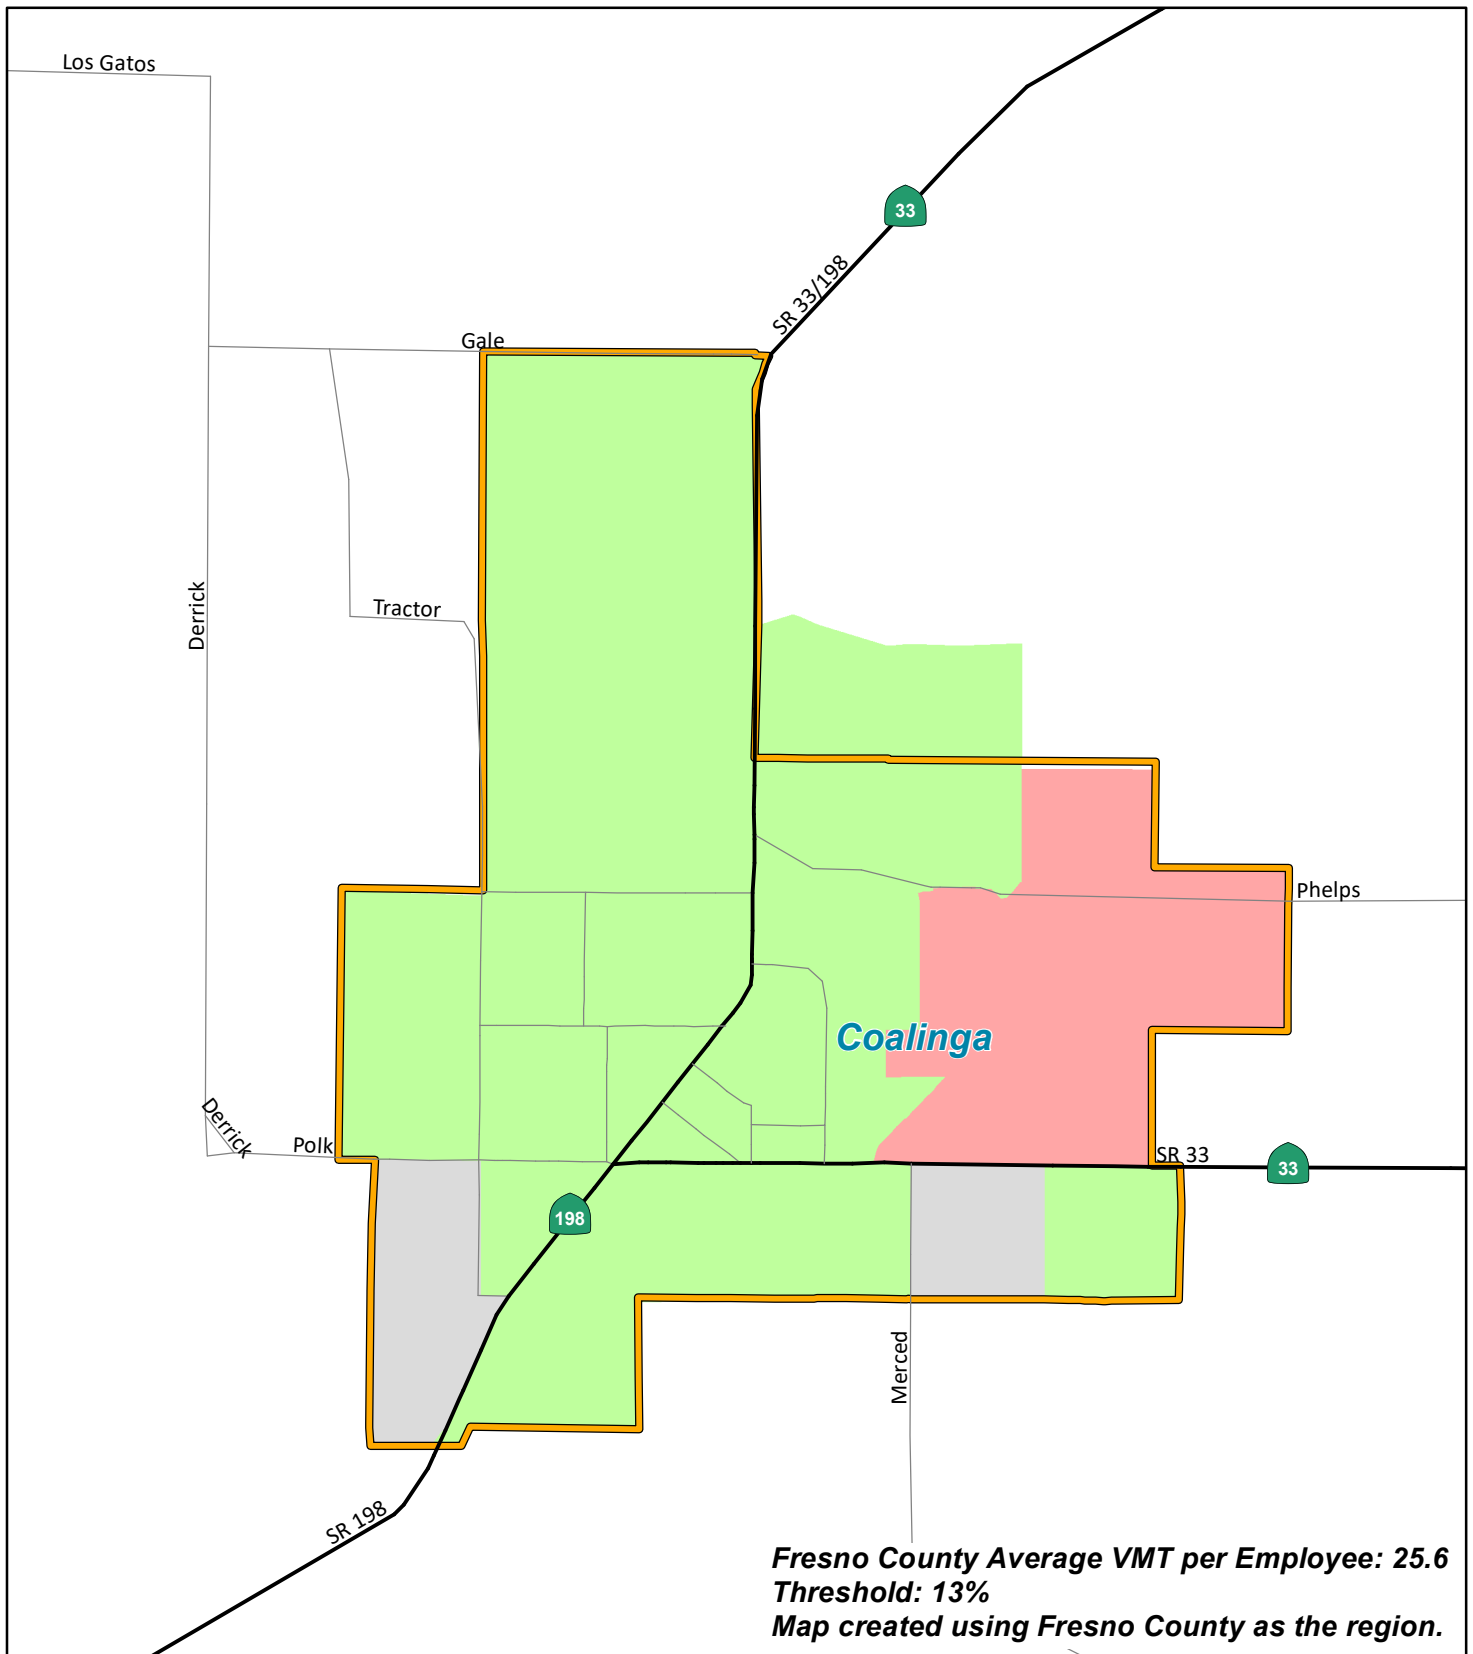 Los Gatos
33
SR 33/198
Gale
Derrick
Tractor
Phelps
Coalinga
Derrick
Polk
SR 33
33
198
Merced
SR 198
Fresno County Average VMT per Employee: 25.6
Threshold: 13%
Map created using Fresno County as the region.